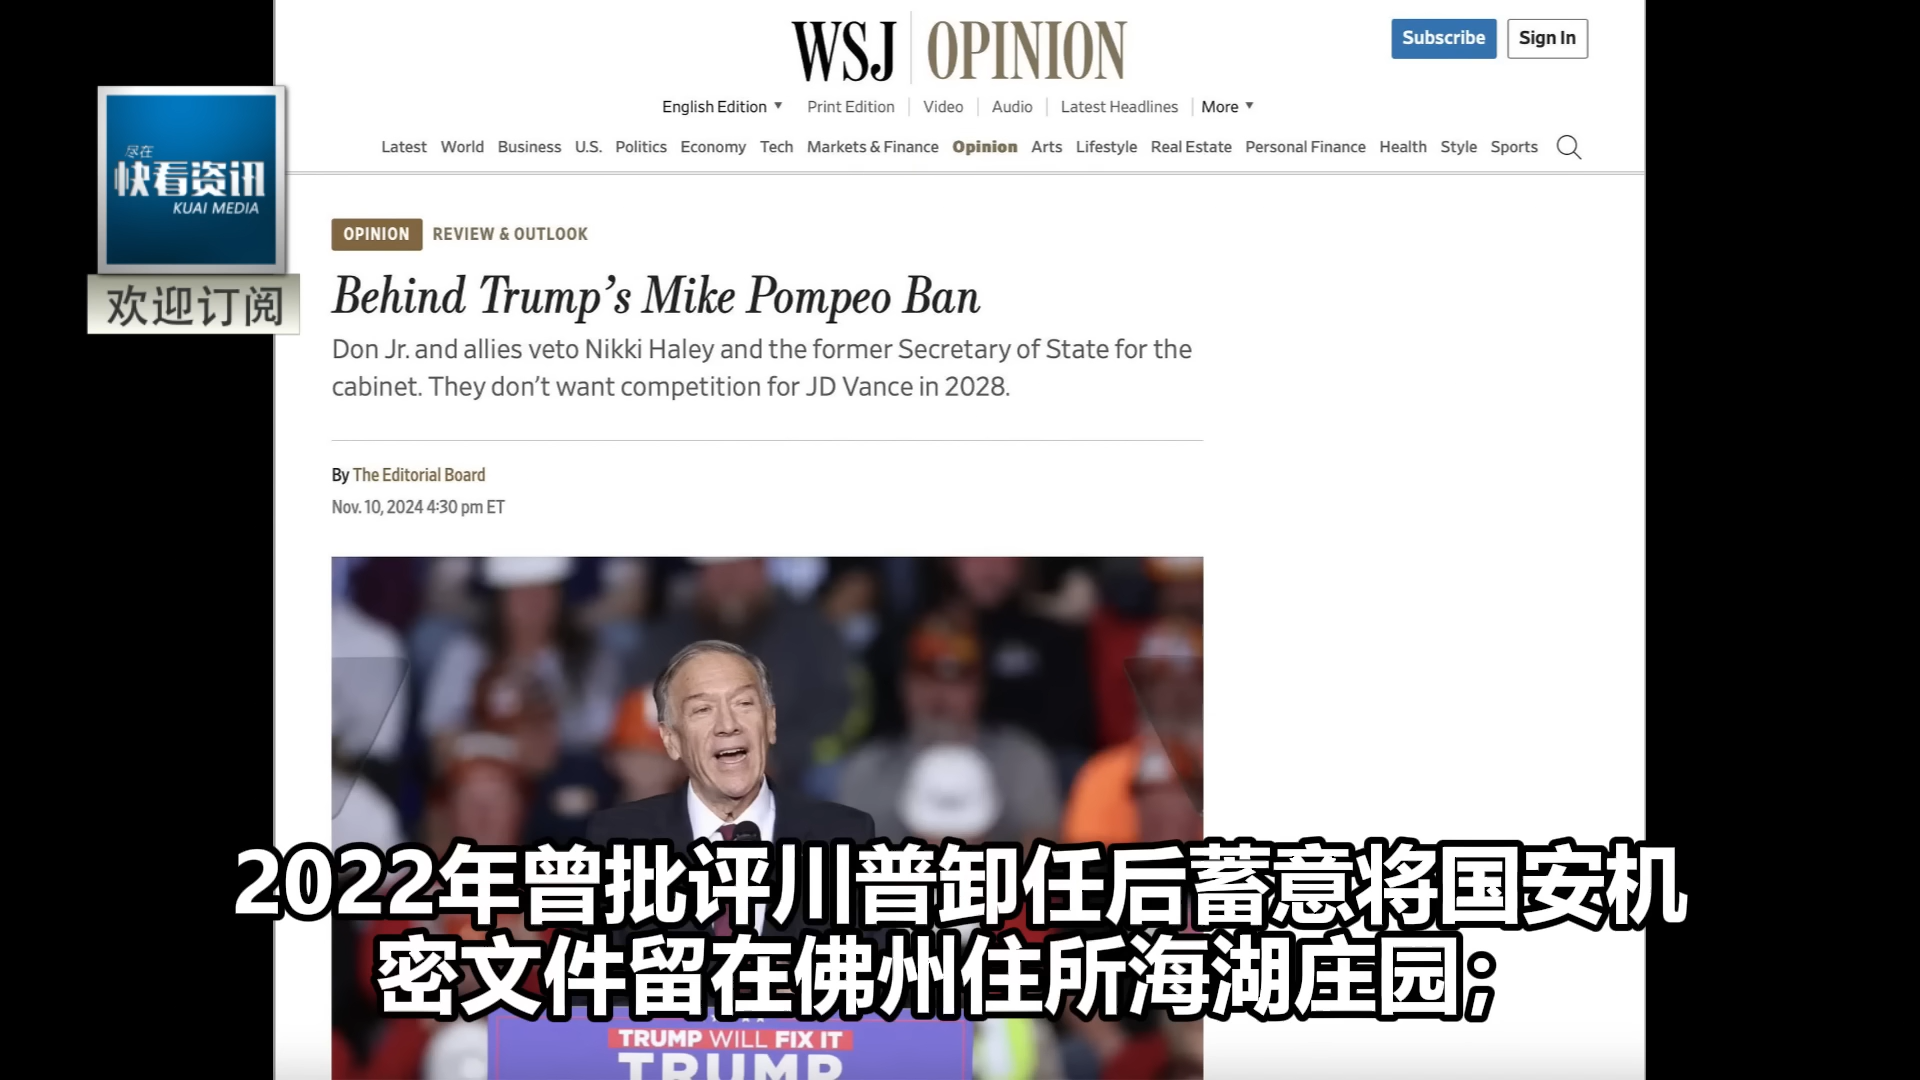 WSJ OPINION
Subscribe
Sign In
English Edition Print Edition Video Audio Latest Headlines More
Latest World Business U.S. Politics Economy Tech Markets & Finance Opinion Arts Lifestyle Real Estate Personal Finance Health Style Sports
尽在
快看资讯
KUAI MEDIA
欢迎订阅
OPINION REVIEW & OUTLOOK
Behind Trump’s Mike Pompeo Ban
Don Jr. and allies veto Nikki Haley and the former Secretary of State for the
cabinet. They don’t want competition for JD Vance in 2028.
By The Editorial Board
Nov. 10, 2024 4:30 pm ET
2022年曾批评川普卸任后蓄意将国安机
密文件留在佛州住所海湖庄园；
TRUMP WILL FIX IT
TRUMP